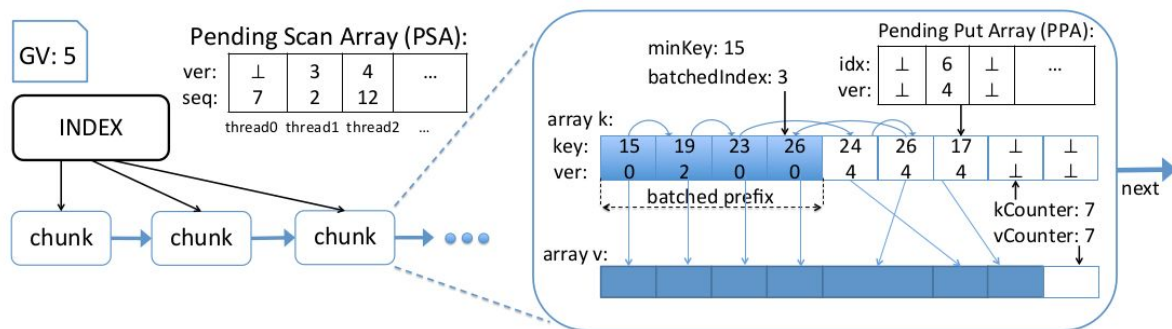 GV: 5
Pending Scan Array (PSA):
ver: ⊥ 3 4 ...
seq: 7 2 12
thread0 thread1 thread2 ...
INDEX
chunk chunk chunk
minKey: 15
batchedIndex: 3
Pending Put Array (PPA):
idx: ⊥ 6 ⊥ ...
ver: ⊥ 4 ⊥
array k:
key: 15 19 23 26 24 26 17 ⊥ ⊥
ver: 0 2 0 0 4 4 4 ⊥ ⊥
batched prefix
next
kCounter: 7
vCounter: 7
array v: